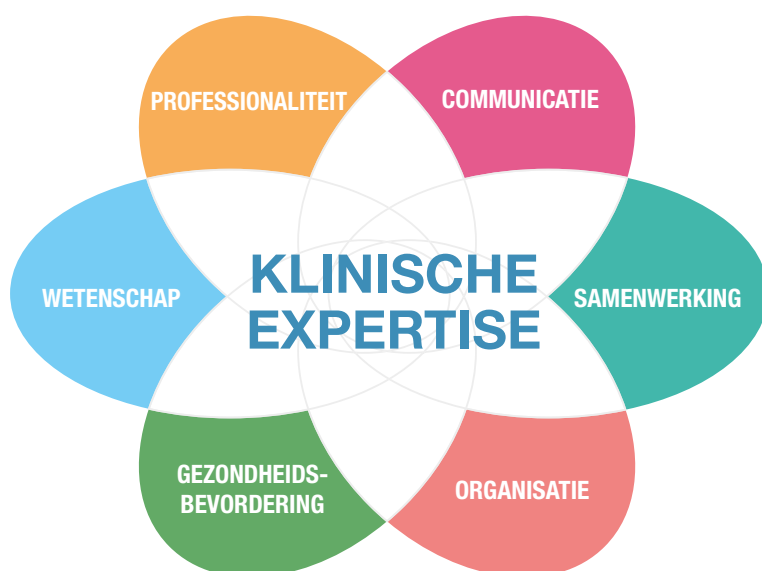 PROFESSIONALITEIT
COMMUNICATIE
WETENSCHAP
KLINISCHE
EXPERTISE
SAMENWERKING
GEZONDHEIDS-
BEVORDERING
ORGANISATIE